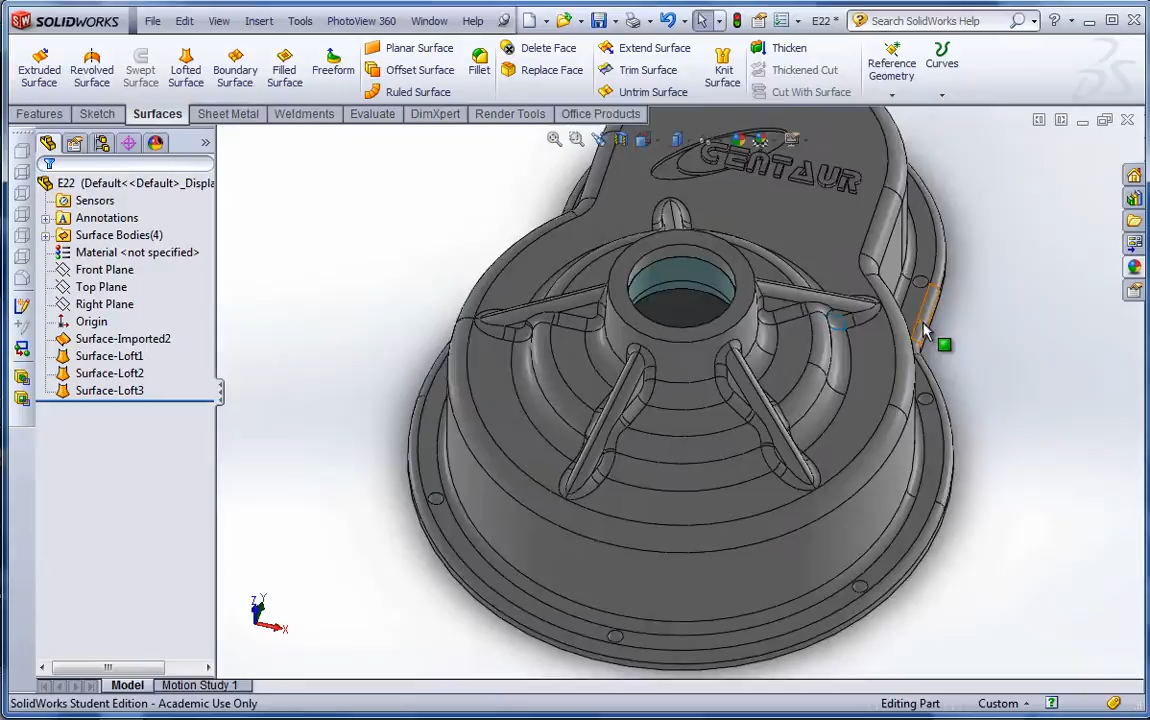 SOLIDWORKS File Edit View Insert Tools PhotoView 360 Window Help E22 * Search SolidWorks Help
Extruded Surface
Revolved Surface
Swept Surface
Lofted Surface
Boundary Surface
Filled Surface
Freeform
Planar Surface
Offset Surface
Ruled Surface
Fillet
Delete Face
Replace Face
Extend Surface
Trim Surface
Untrim Surface
Knit Surface
Thicken
Thickened Cut
Cut With Surface
Reference Geometry
Curves
Features Sketch Surfaces Sheet Metal Weldments Evaluate DimXpert Render Tools Office Products
E22 (Default<<Default>_Displa
Sensors
Annotations
Surface Bodies(4)
Material <not specified>
Front Plane
Top Plane
Right Plane
Origin
Surface-Imported2
Surface-Loft1
Surface-Loft2
Surface-Loft3
CENTAUR
Z Y
X
Model Motion Study 1
SolidWorks Student Edition - Academic Use Only Editing Part Custom